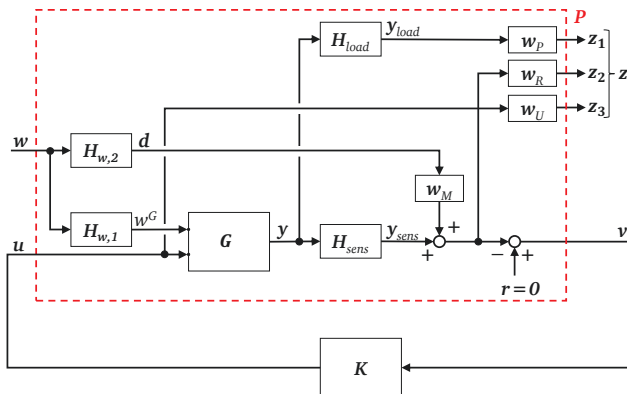 P
H_load
y_load
w_P
z_1
w_R
z_2
z
w_U
z_3
w
H_w,2
d
w_M
H_w,1
w^G
G
y
H_sens
y_sens
+
+
−
+
v
u
r=0
K